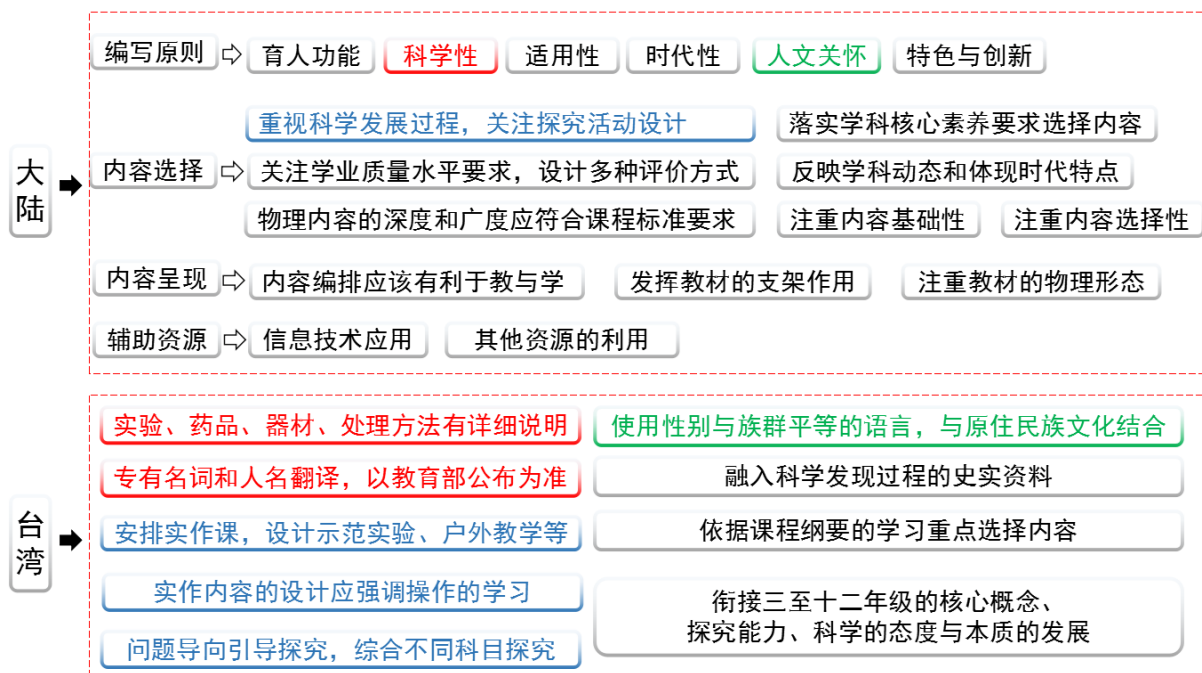 大陆
编写原则 育人功能 科学性 适用性 时代性 人文关怀 特色与创新
内容选择
重视科学发展过程，关注探究活动设计 落实学科核心素养要求选择内容
关注学业质量水平要求，设计多种评价方式 反映学科动态和体现时代特点
物理内容的深度和广度应符合课程标准要求 注重内容基础性 注重内容选择性
内容呈现 内容编排应该有利于教与学 发挥教材的支架作用 注重教材的物理形态
辅助资源 信息技术应用 其他资源的利用
台湾
实验、药品、器材、处理方法有详细说明 使用性别与族群平等的语言，与原住民族文化结合
专有名词和人名翻译，以教育部公布为准 融入科学发现过程的史实资料
安排实作课，设计示范实验、户外教学等 依据课程纲要的学习重点选择内容
实作内容的设计应强调操作的学习
问题导向引导探究，综合不同科目探究
衔接三至十二年级的核心概念、
探究能力、科学的态度与本质的发展